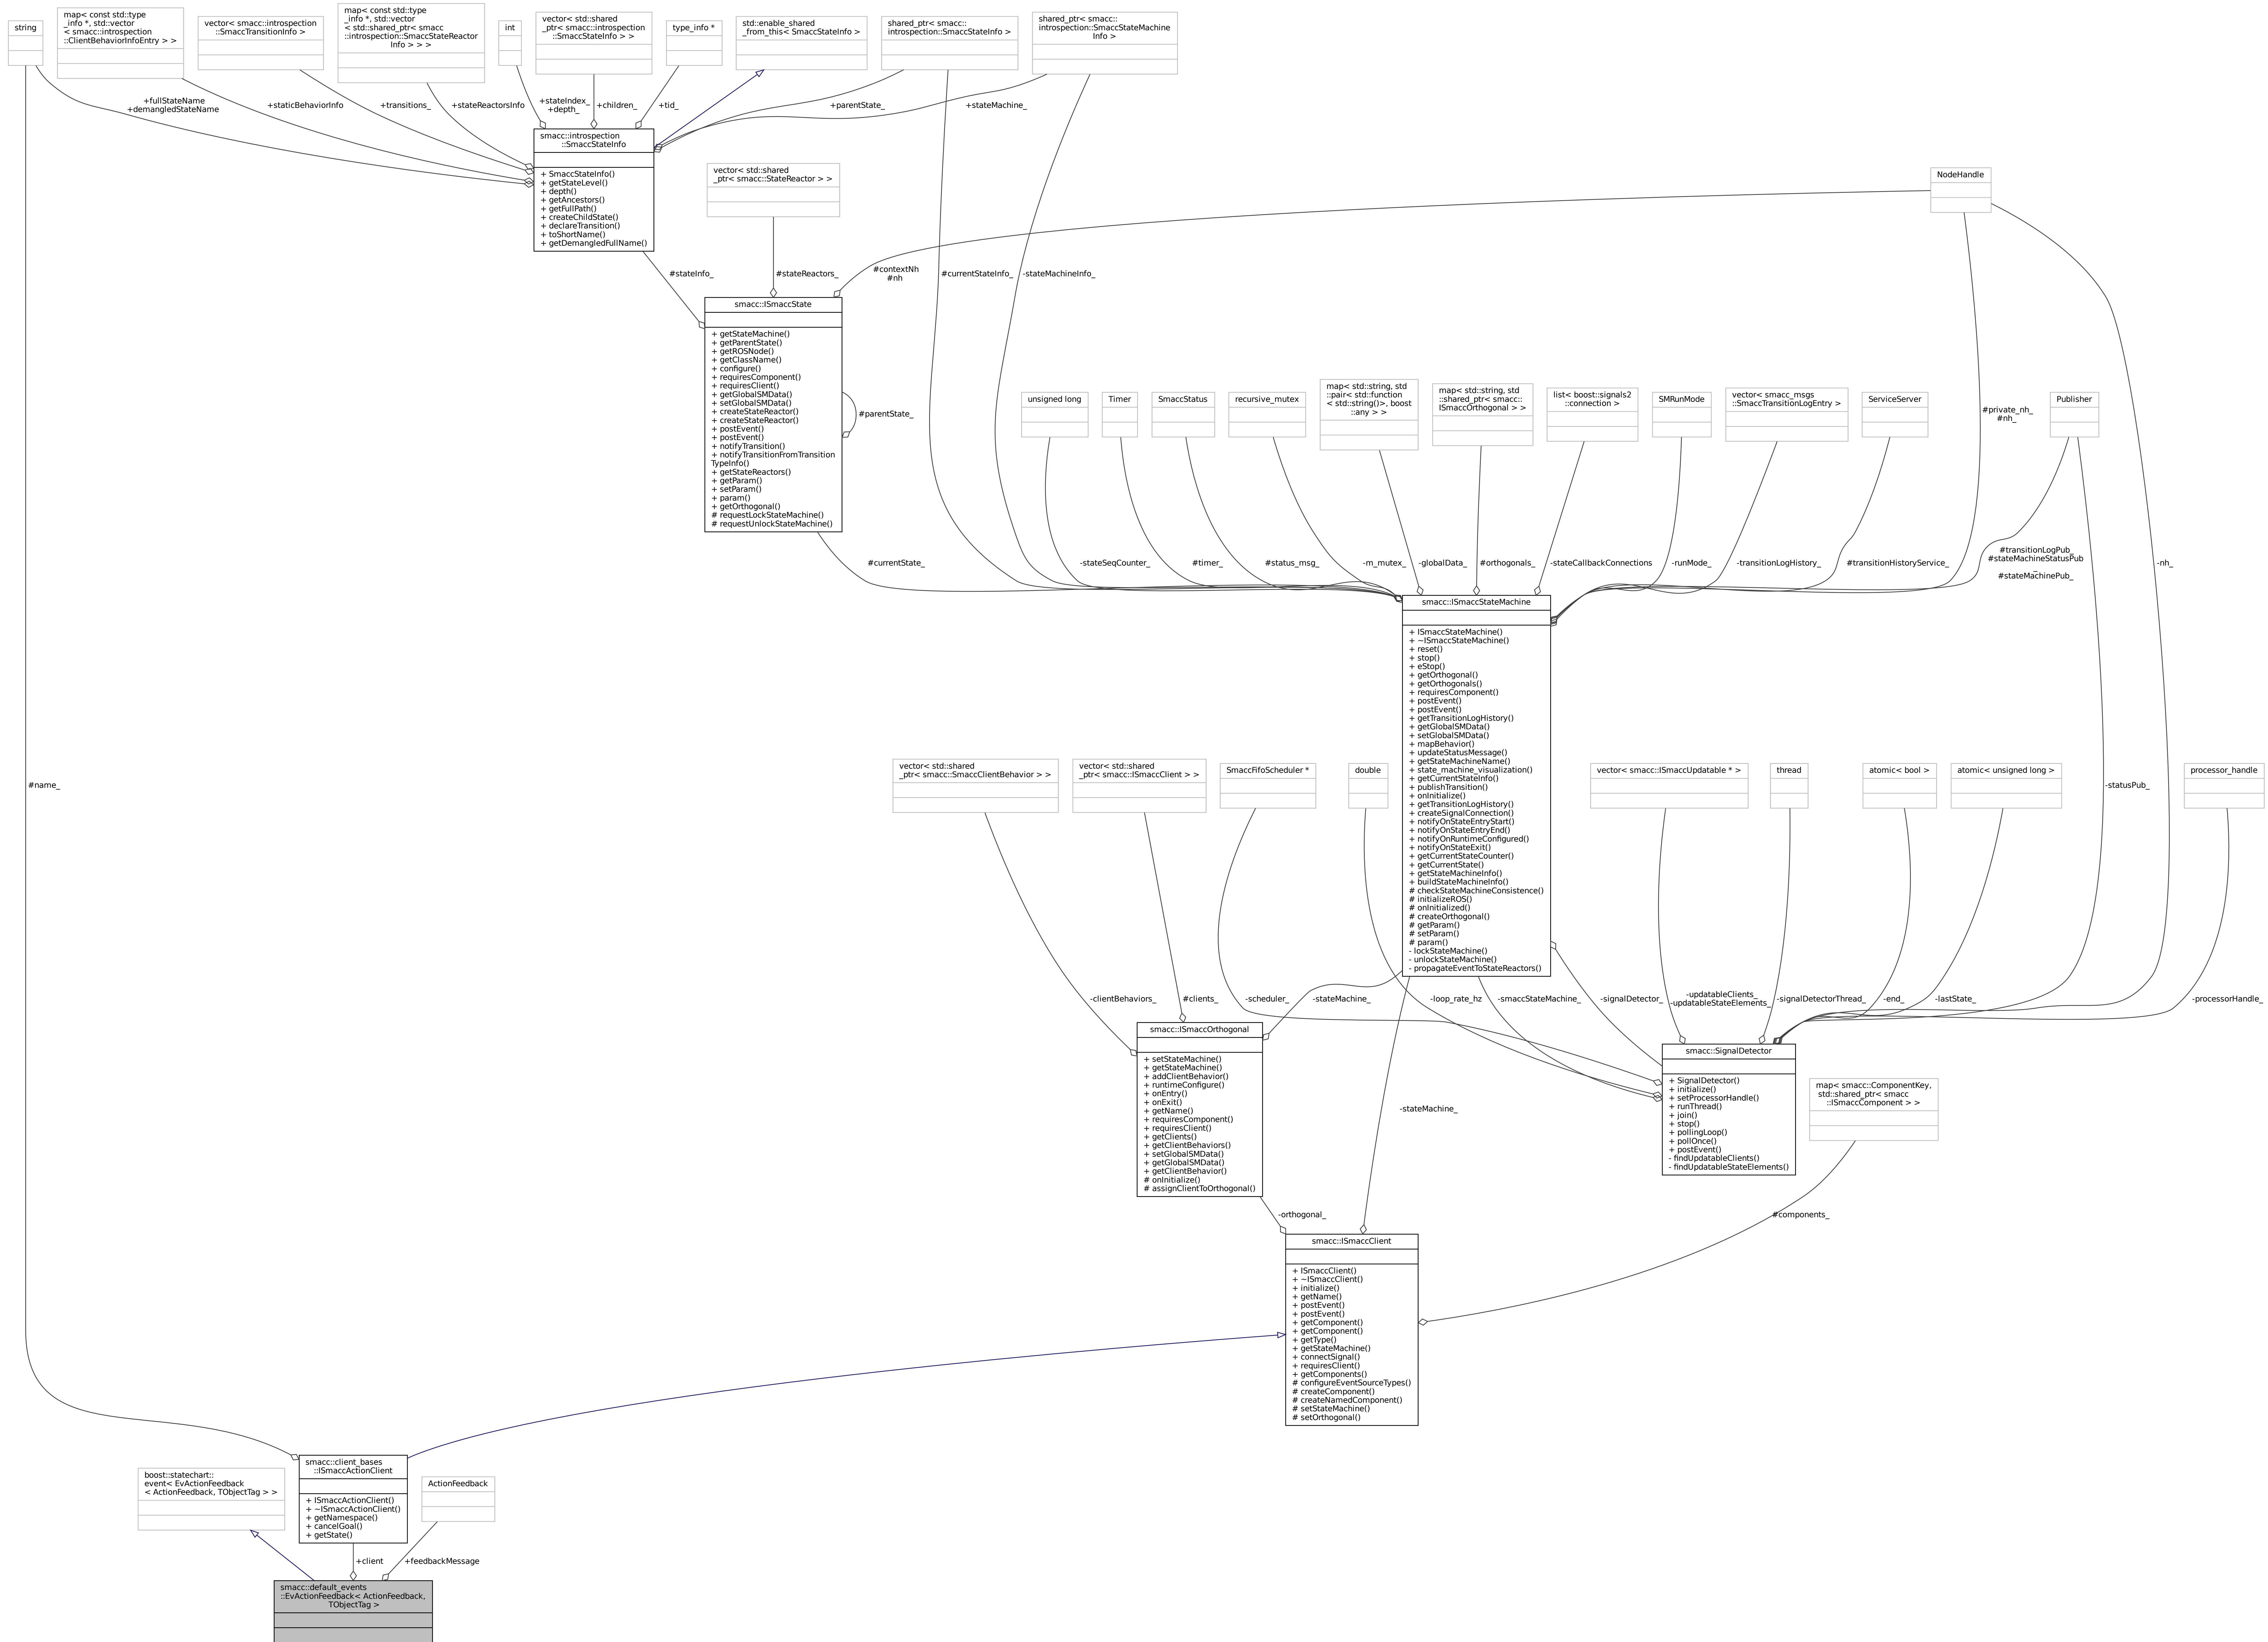 string
map< const std::type
_info *, std::vector
< smacc::introspection
::ClientBehaviorInfoEntry > >
vector< smacc::introspection
::SmaccTransitionInfo >
map< const std::type
_info *, std::vector
< std::shared_ptr< smacc
::introspection::SmaccStateReactor
Info > > >
int
vector< std::shared
_ptr< smacc::introspection
::SmaccStateInfo > >
type_info *
std::enable_shared
_from_this< SmaccStateInfo >
shared_ptr< smacc::
introspection::SmaccStateInfo >
shared_ptr< smacc::
introspection::SmaccStateMachine
Info >
+fullStateName
+demangledStateName
+staticBehaviorInfo
+transitions_
+stateReactorsInfo
+stateIndex_
+depth_
+children_
+tid_
+parentState_
+stateMachine_
smacc::introspection
::SmaccStateInfo
+ SmaccStateInfo()
+ getStateLevel()
+ depth()
+ getAncestors()
+ getFullPath()
+ createChildState()
+ declareTransition()
+ toShortName()
+ getDemangledFullName()
vector< std::shared
_ptr< smacc::StateReactor > >
NodeHandle
#stateInfo_
#stateReactors_
#contextNh
#nh
#currentStateInfo_
-stateMachineInfo_
smacc::ISmaccState
+ getStateMachine()
+ getParentState()
+ getROSNode()
+ getClassName()
+ configure()
+ requiresComponent()
+ requiresClient()
+ getGlobalSMData()
+ setGlobalSMData()
+ createStateReactor()
+ createStateReactor()
+ postEvent()
+ postEvent()
+ notifyTransition()
+ notifyTransitionFromTransition
TypeInfo()
+ getStateReactors()
+ getParam()
+ setParam()
+ param()
+ getOrthogonal()
# requestLockStateMachine()
# requestUnlockStateMachine()
#parentState_
unsigned long
Timer
SmaccStatus
recursive_mutex
map< std::string, std
::pair< std::function
< std::string()>, boost
::any > >
map< std::string, std
::shared_ptr< smacc::
ISmaccOrthogonal > >
list< boost::signals2
::connection >
SMRunMode
vector< smacc_msgs
::SmaccTransitionLogEntry >
ServiceServer
#private_nh_
#nh_
Publisher
#currentState_
-stateSeqCounter_
#timer_
#status_msg_
-m_mutex_
-globalData_
#orthogonals_
-stateCallbackConnections
-runMode_
-transitionLogHistory_
#transitionHistoryService_
#transitionLogPub_
#stateMachineStatusPub
_
#stateMachinePub_
-nh_
smacc::ISmaccStateMachine
+ ISmaccStateMachine()
+ ~ISmaccStateMachine()
+ reset()
+ stop()
+ eStop()
+ getOrthogonal()
+ getOrthogonals()
+ requiresComponent()
+ postEvent()
+ postEvent()
+ getTransitionLogHistory()
+ getGlobalSMData()
+ setGlobalSMData()
+ mapBehavior()
+ updateStatusMessage()
+ getStateMachineName()
+ state_machine_visualization()
+ getCurrentStateInfo()
+ publishTransition()
+ onInitialize()
+ getTransitionLogHistory()
+ createSignalConnection()
+ notifyOnStateEntryStart()
+ notifyOnStateEntryEnd()
+ notifyOnRuntimeConfigured()
+ notifyOnStateExit()
+ getCurrentStateCounter()
+ getCurrentState()
+ getStateMachineInfo()
+ buildStateMachineInfo()
# checkStateMachineConsistence()
# initializeROS()
# onInitialized()
# createOrthogonal()
# getParam()
# setParam()
# param()
- lockStateMachine()
- unlockStateMachine()
- propagateEventToStateReactors()
#name_
vector< std::shared
_ptr< smacc::SmaccClientBehavior > >
vector< std::shared
_ptr< smacc::ISmaccClient > >
SmaccFifoScheduler *
double
vector< smacc::ISmaccUpdatable * >
thread
atomic< bool >
atomic< unsigned long >
-statusPub_
processor_handle
-clientBehaviors_
#clients_
-scheduler_
-stateMachine_
-loop_rate_hz
-smaccStateMachine_
-signalDetector_
-updatableClients_
-updatableStateElements_
-signalDetectorThread_
-end_
-lastState_
-processorHandle_
smacc::ISmaccOrthogonal
+ setStateMachine()
+ getStateMachine()
+ addClientBehavior()
+ runtimeConfigure()
+ onEntry()
+ onExit()
+ getName()
+ requiresComponent()
+ requiresClient()
+ getClients()
+ getClientBehaviors()
+ setGlobalSMData()
+ getGlobalSMData()
+ getClientBehavior()
# onInitialize()
# assignClientToOrthogonal()
smacc::SignalDetector
+ SignalDetector()
+ initialize()
+ setProcessorHandle()
+ runThread()
+ join()
+ stop()
+ pollingLoop()
+ pollOnce()
+ postEvent()
- findUpdatableClients()
- findUpdatableStateElements()
map< smacc::ComponentKey,
std::shared_ptr< smacc
::ISmaccComponent > >
-stateMachine_
-orthogonal_
#components_
smacc::ISmaccClient
+ ISmaccClient()
+ ~ISmaccClient()
+ initialize()
+ getName()
+ postEvent()
+ postEvent()
+ getComponent()
+ getComponent()
+ getType()
+ getStateMachine()
+ connectSignal()
+ requiresClient()
+ getComponents()
# configureEventSourceTypes()
# createComponent()
# createNamedComponent()
# setStateMachine()
# setOrthogonal()
boost::statechart::
event< EvActionFeedback
< ActionFeedback, TObjectTag > >
smacc::client_bases
::ISmaccActionClient
+ ISmaccActionClient()
+ ~ISmaccActionClient()
+ getNamespace()
+ cancelGoal()
+ getState()
ActionFeedback
+client
+feedbackMessage
smacc::default_events
::EvActionFeedback< ActionFeedback,
TObjectTag >